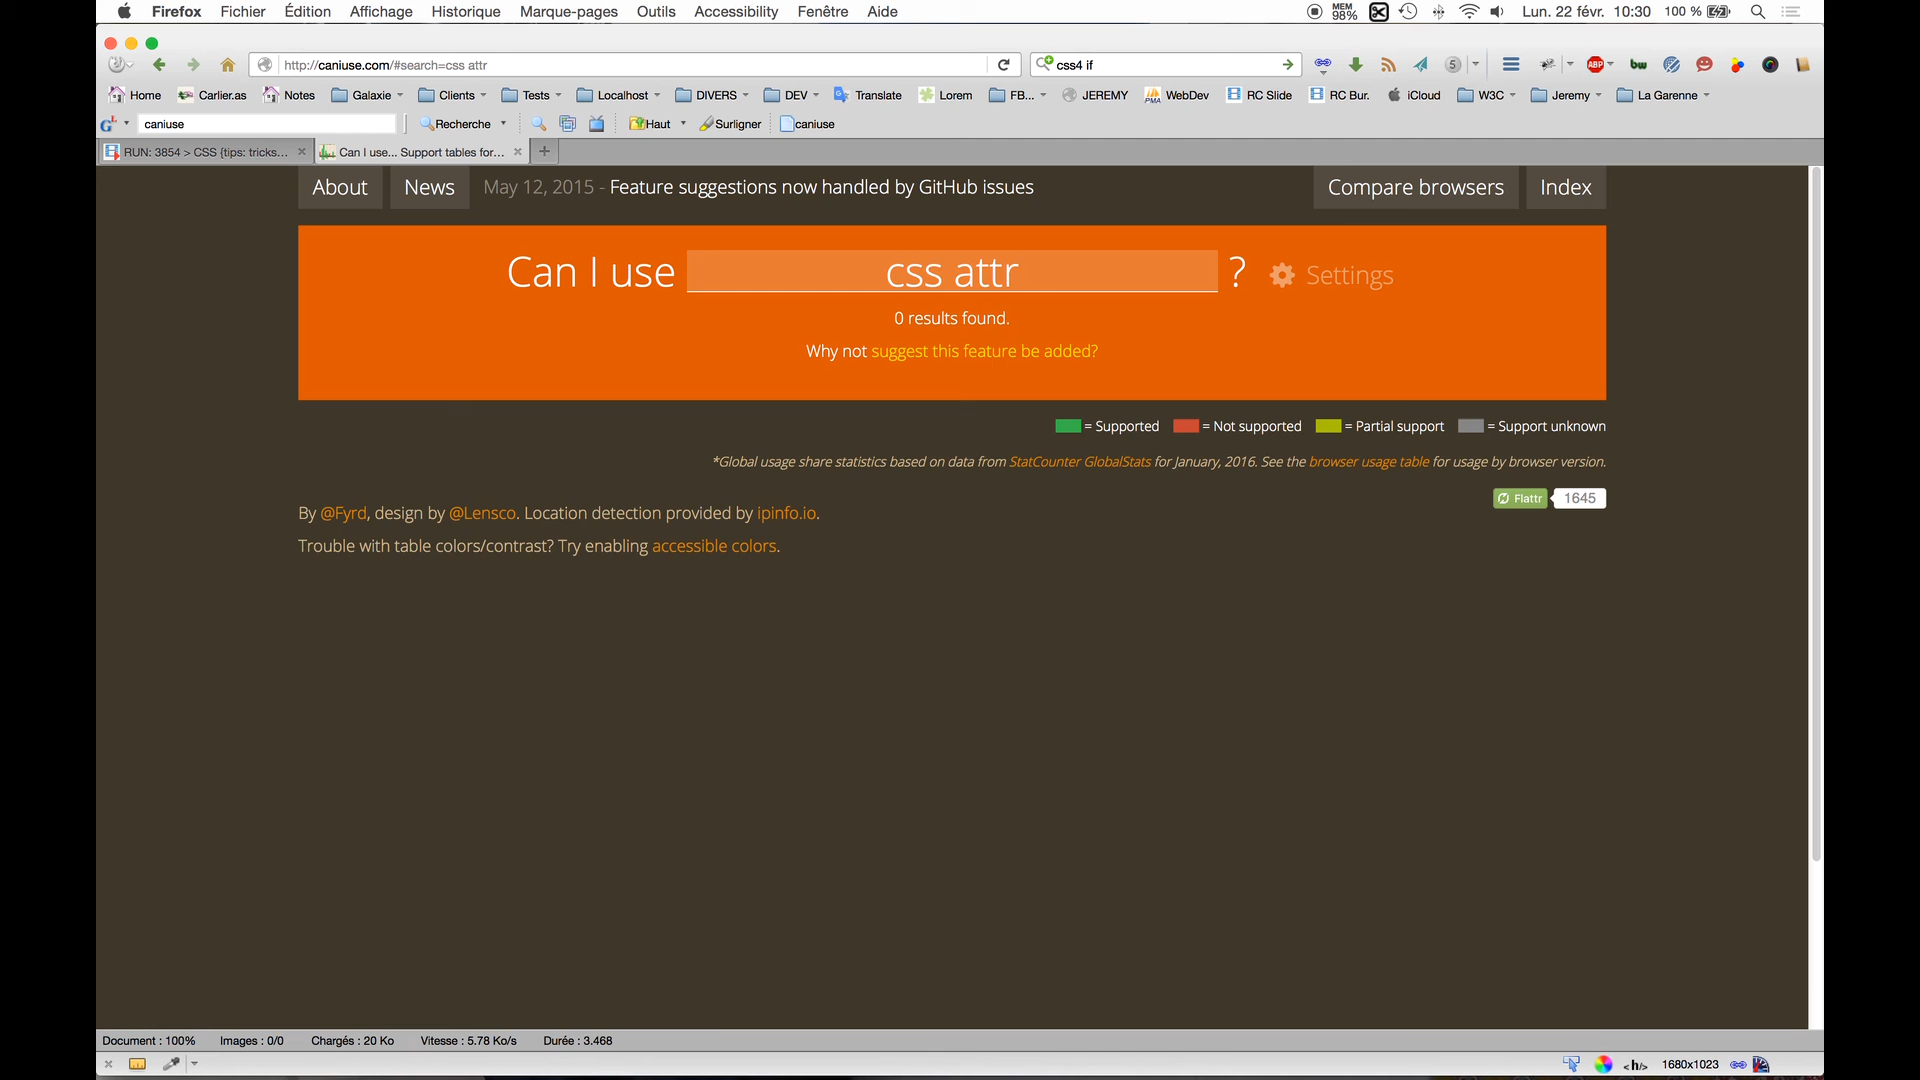 Firefox Fichier Édition Affichage Historique Marque-pages Outils Accessibility Fenêtre Aide MEM 98% Lun. 22 févr. 10:30 100 %
http://caniuse.com/#search=css attr css4 if 5 ABP bw
Home Carlier.as Notes Galaxie Clients Tests Localhost DIVERS DEV Translate Lorem FB... JEREMY PMA WebDev RC Slide RC Bur. iCloud W3C Jeremy La Garenne
caniuse Recherche Haut Surligner caniuse
RUN: 3854 > CSS {tips: tricks... Can I use... Support tables for...
About News May 12, 2015 - Feature suggestions now handled by GitHub issues Compare browsers Index
Can I use css attr ? Settings
0 results found.
Why not suggest this feature be added?
= Supported = Not supported = Partial support = Support unknown
*Global usage share statistics based on data from StatCounter GlobalStats for January, 2016. See the browser usage table for usage by browser version.
Flattr 1645
By @Fyrd, design by @Lensco. Location detection provided by ipinfo.io.
Trouble with table colors/contrast? Try enabling accessible colors.
Document : 100% Images : 0/0 Chargés : 20 Ko Vitesse : 5.78 Ko/s Durée : 3.468
<h/> 1680x1023